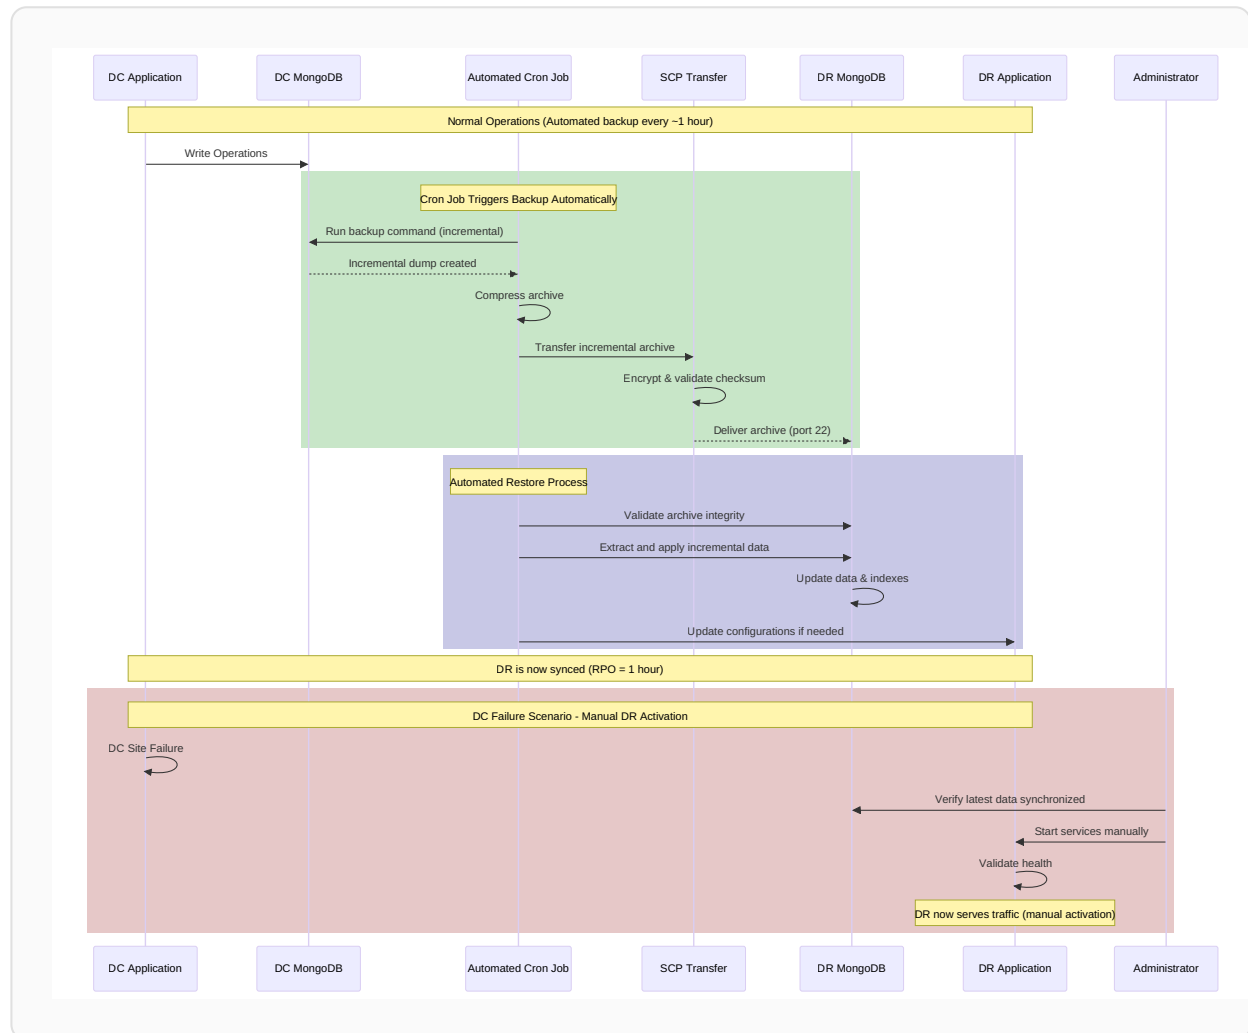 DC Application
DC MongoDB
Automated Cron Job
SCP Transfer
DR MongoDB
DR Application
Administrator
Normal Operations (Automated backup every ~1 hour)
Write Operations
Cron Job Triggers Backup Automatically
Run backup command (incremental)
Incremental dump created
Compress archive
Transfer incremental archive
Encrypt & validate checksum
Deliver archive (port 22)
Automated Restore Process
Validate archive integrity
Extract and apply incremental data
Update data & indexes
Update configurations if needed
DR is now synced (RPO = 1 hour)
DC Failure Scenario - Manual DR Activation
DC Site Failure
Verify latest data synchronized
Start services manually
Validate health
DR now serves traffic (manual activation)
DC Application
DC MongoDB
Automated Cron Job
SCP Transfer
DR MongoDB
DR Application
Administrator